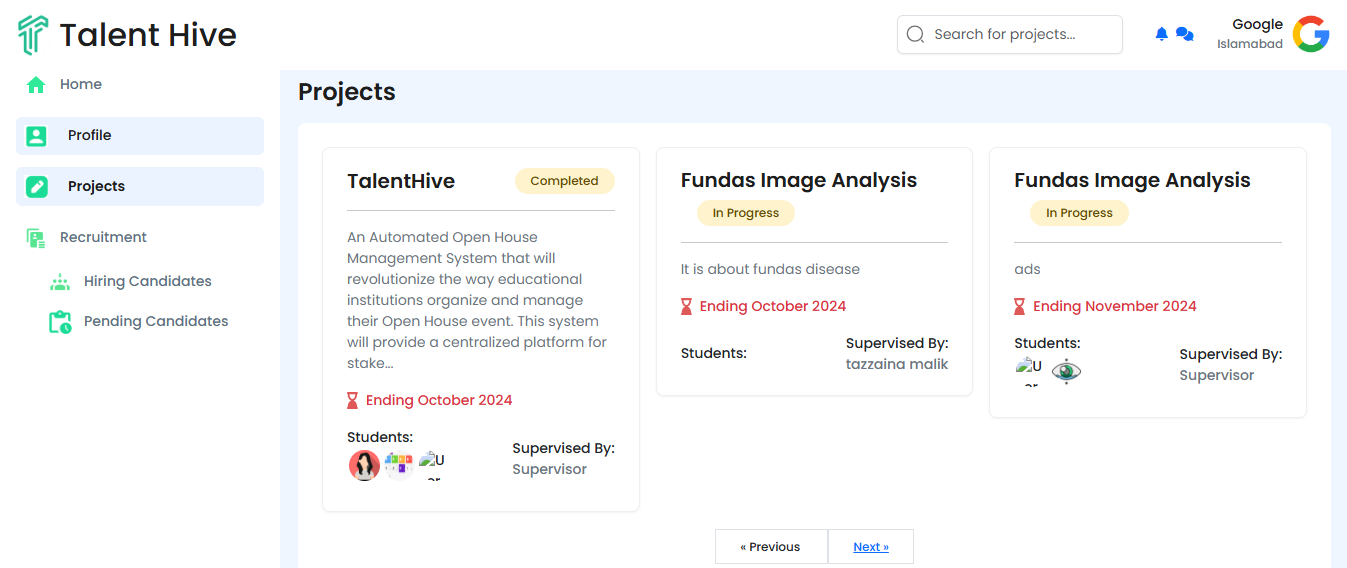 Talent Hive
Search for projects...
Google
Islamabad
Home
Profile
Projects
Recruitment
Hiring Candidates
Pending Candidates
Projects
TalentHive
Completed
An Automated Open House
Management System that will
revolutionize the way educational
institutions organize and manage
their Open House event. This system
will provide a centralized platform for
stake...
Ending October 2024
Students:
Supervised By:
Supervisor
Fundas Image Analysis
In Progress
It is about fundas disease
Ending October 2024
Students:
Supervised By:
tazzaina malik
Fundas Image Analysis
In Progress
ads
Ending November 2024
Students:
Supervised By:
Supervisor
« Previous
Next »